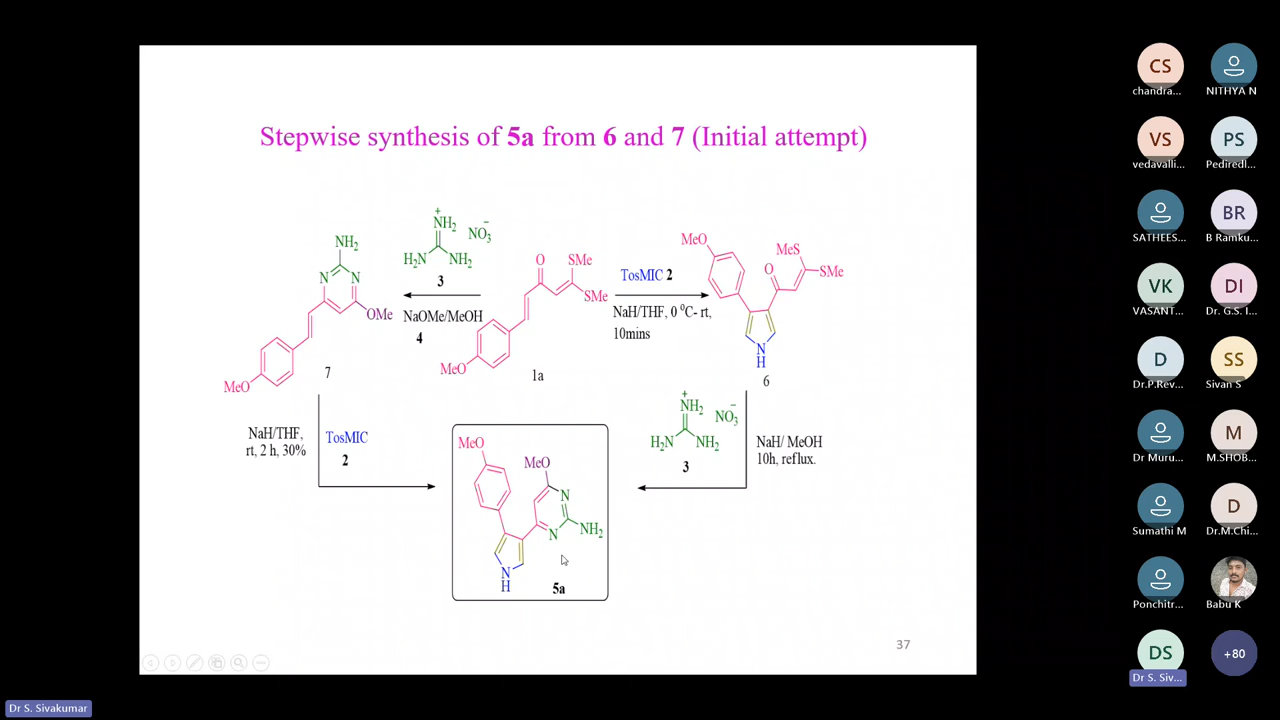 Stepwise synthesis of 5a from 6 and 7 (Initial attempt)
NH2
N
N
OMe
MeO
7
+
NH2
NO3−
H2N
NH2
3
NaOMe/MeOH
4
O
SMe
SMe
MeO
1a
TosMIC 2
NaH/THF, 0 0C- rt,
10mins
MeO
MeS
O
SMe
N
H
6
NaH/THF,
rt, 2 h, 30%
TosMIC
2
MeO
MeO
N
N
NH2
N
H
5a
+
NH2
NO3−
H2N
NH2
3
NaH/ MeOH
10h, reflux.
37
CS
chandra...
NITHYA N
VS
vedavalli...
PS
Pediredl...
SATHEES...
BR
B Ramku...
VK
VASANT...
DI
Dr. G.S. I...
D
Dr.P.Rev...
SS
Sivan S
Dr Muru...
M
M.SHOB...
Sumathi M
D
Dr.M.Chi...
Ponchitr...
Babu K
DS
Dr S. Siv...
+80
Dr S. Sivakumar